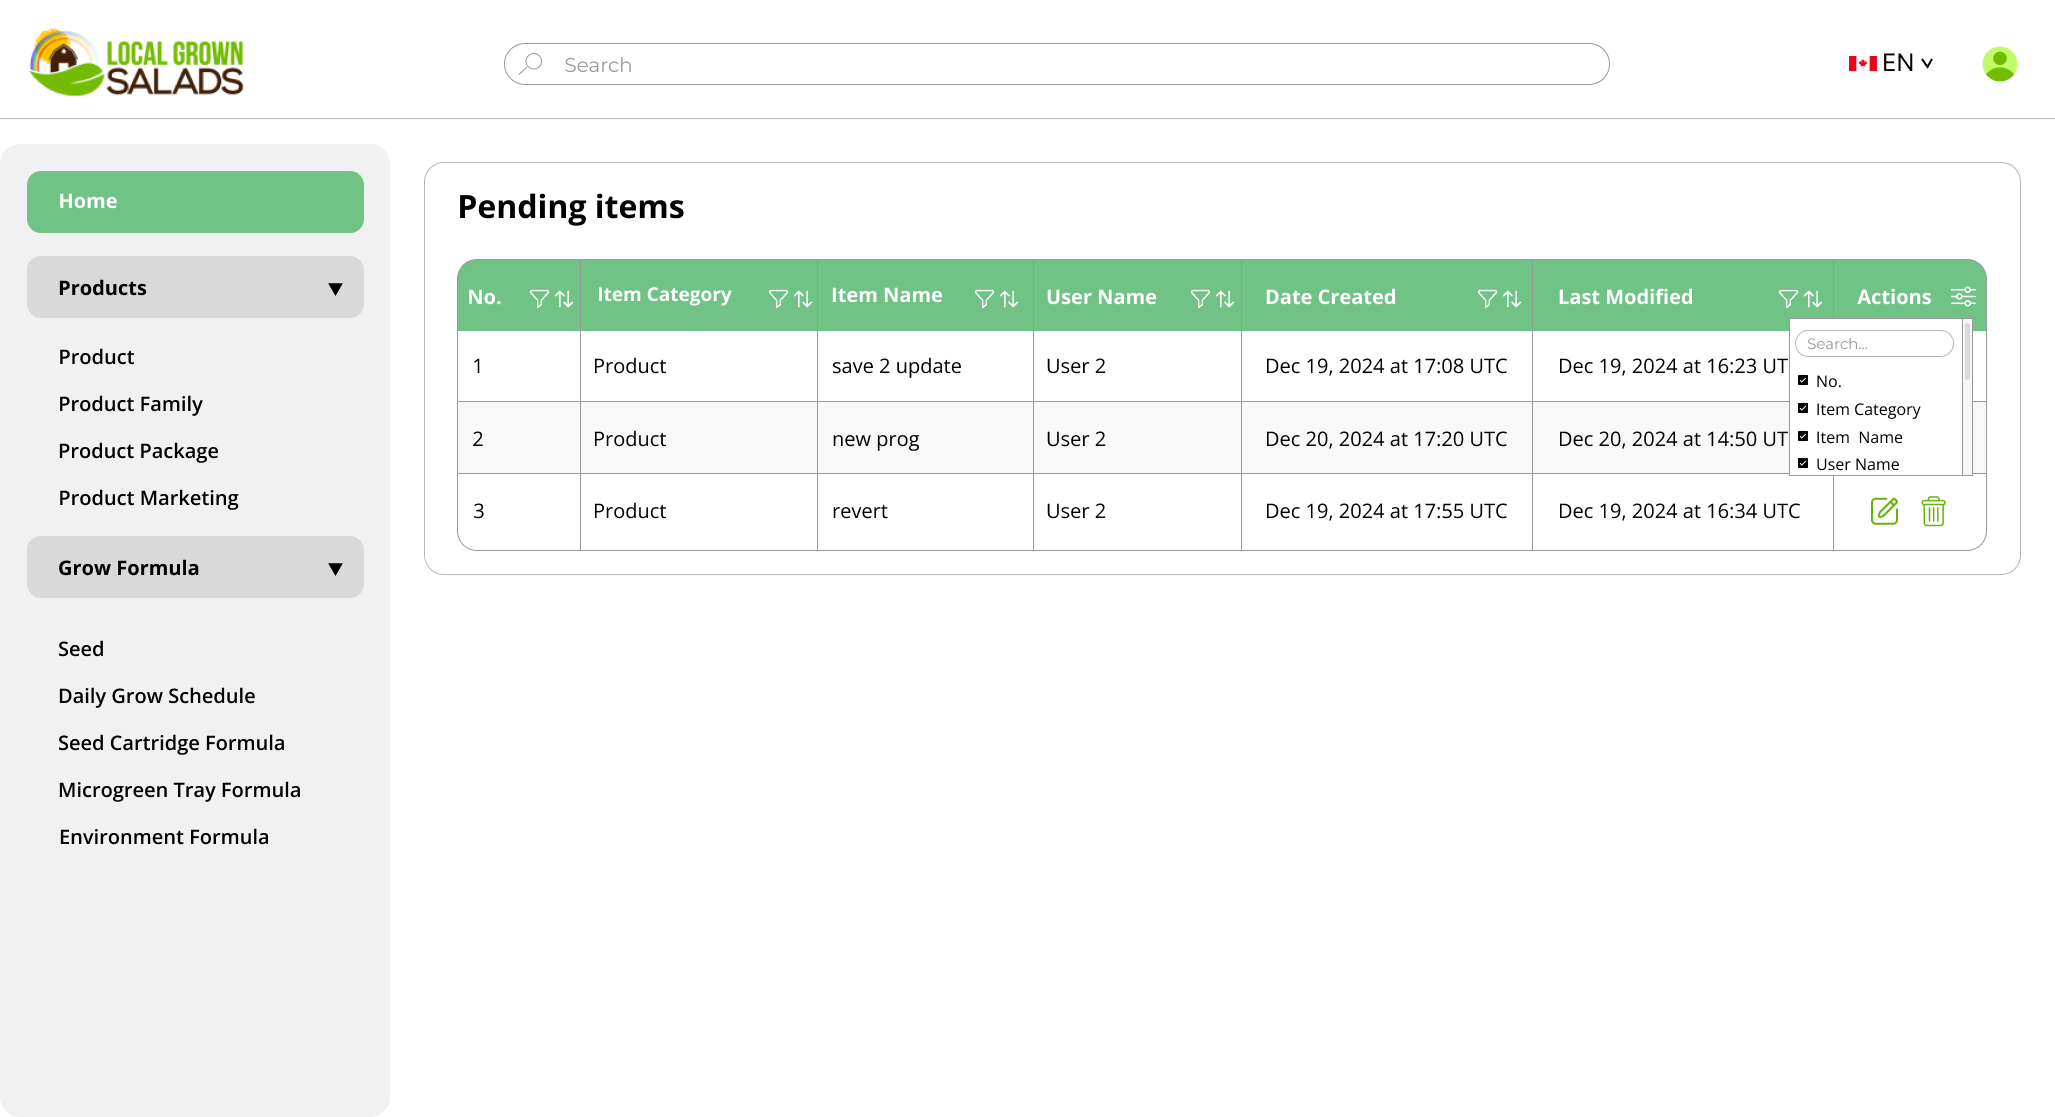 LOCAL GROWN
SALADS
Search
EN
Home
Products
Product
Product Family
Product Package
Product Marketing
Grow Formula
Seed
Daily Grow Schedule
Seed Cartridge Formula
Microgreen Tray Formula
Environment Formula
Pending items
No. Item Category Item Name User Name Date Created Last Modified Actions
1 Product save 2 update User 2 Dec 19, 2024 at 17:08 UTC Dec 19, 2024 at 16:23 UT
2 Product new prog User 2 Dec 20, 2024 at 17:20 UTC Dec 20, 2024 at 14:50 UT
3 Product revert User 2 Dec 19, 2024 at 17:55 UTC Dec 19, 2024 at 16:34 UTC
Search...
No.
Item Category
Item Name
User Name